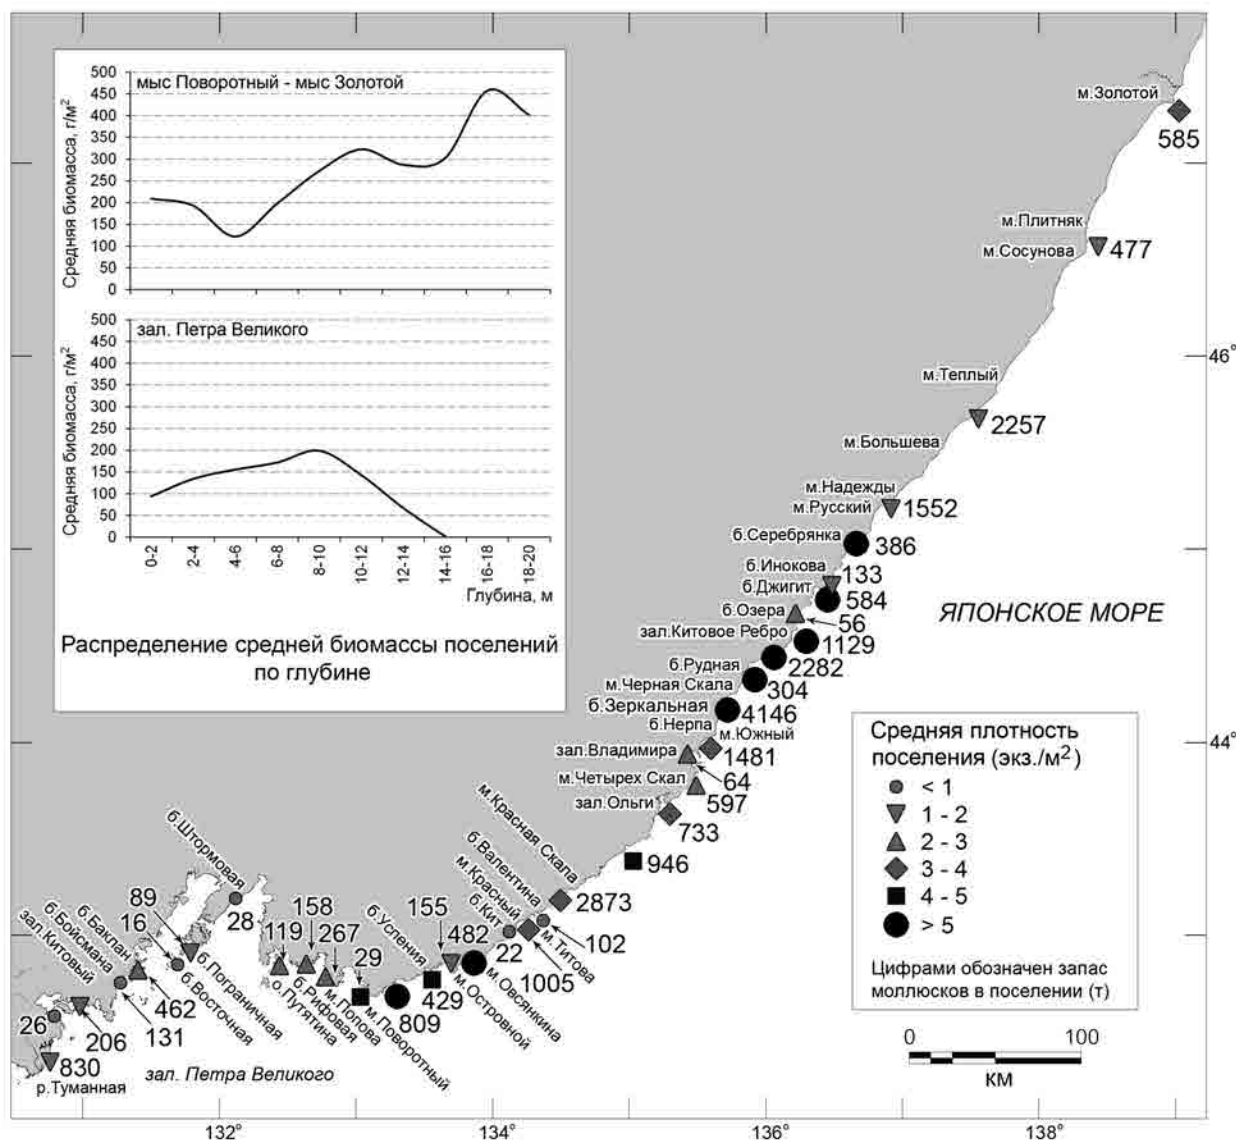 мыс Поворотный - мыс Золотой
Средняя биомасса, г/м²
500
450
400
350
300
250
200
150
100
50
0
зал. Петра Великого
Средняя биомасса, г/м²
500
450
400
350
300
250
200
150
100
50
0
0-2
2-4
4-6
6-8
8-10
10-12
12-14
14-16
16-18
18-20
Глубина, м
Распределение средней биомассы поселений
по глубине
м.Золотой
585
м.Плитняк
м.Сосунова
477
46°
м.Теплый
2257
м.Большева
м.Надежды
м.Русский
1552
б.Серебрянка
386
б.Инокова
133
б.Джигит
584
б.Озера
56
зал.Китовое Ребро
1129
ЯПОНСКОЕ МОРЕ
б.Рудная
2282
м.Черная Скала
304
б.Зеркальная
4146
б.Нерпа
м.Южный
1481
44°
зал.Владимира
64
м.Четырех Скал
597
зал.Ольги
733
946
м.Красная Скала
2873
б.Валентина
м.Красный
б.Кит
22
м.Титова
102
1005
б.Успения
155
482
м.Овсянкина
м.Островной
429
809
29
м.Поворотный
267
м.Попова
158
б.Рифовая
119
о.Путятина
б.Штормовая
28
89
б.Пограничная
16
б.Восточная
б.Баклан
462
б.Бойсмана
131
зал.Китовый
206
26
830
р.Туманная
зал. Петра Великого
Средняя плотность
поселения (экз./м²)
< 1
1 - 2
2 - 3
3 - 4
4 - 5
> 5
Цифрами обозначен запас
моллюсков в поселении (т)
0
100
км
132°
134°
136°
138°